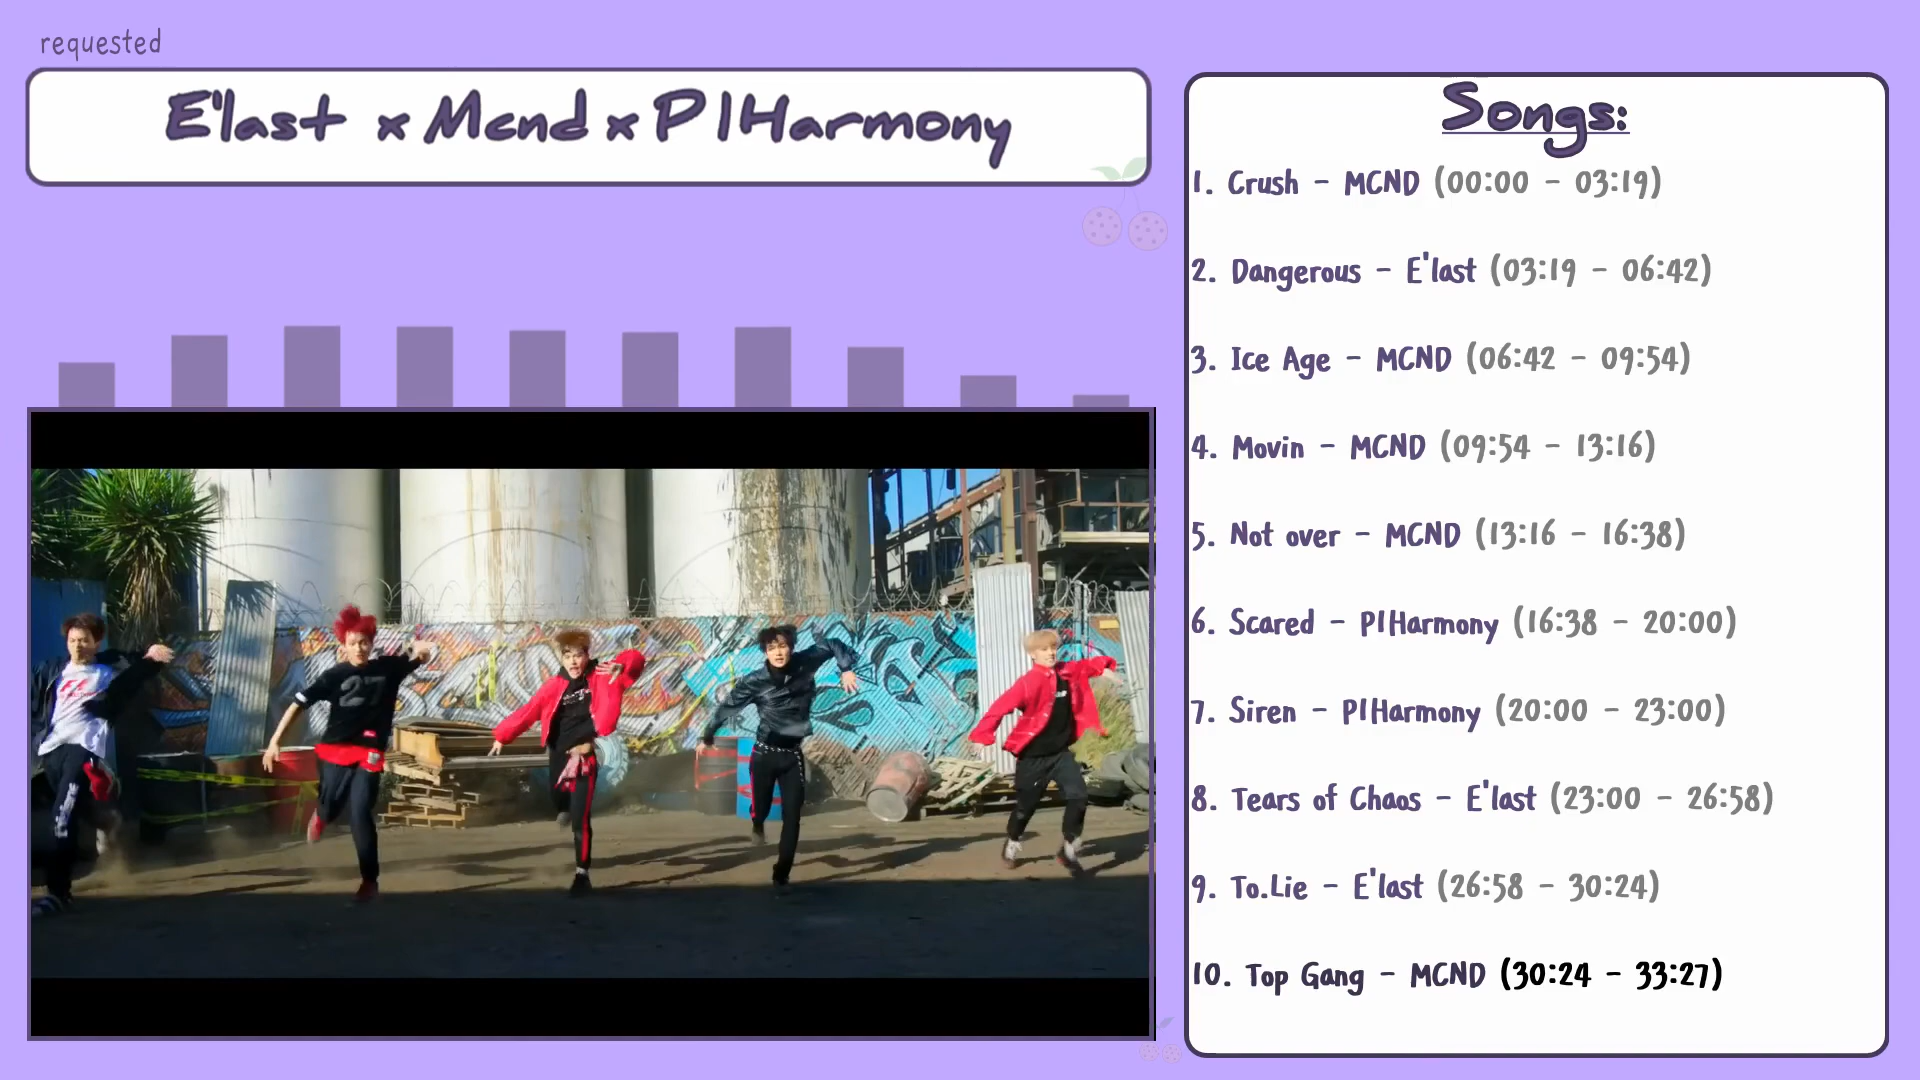 requested
E'last x Mcnd x P1Harmony
Songs:
1. Crush - MCND (00:00 - 03:19)
2. Dangerous - E'last (03:19 - 06:42)
3. Ice Age - MCND (06:42 - 09:54)
4. Movin - MCND (09:54 - 13:16)
5. Not over - MCND (13:16 - 16:38)
6. Scared - P1Harmony (16:38 - 20:00)
7. Siren - P1Harmony (20:00 - 23:00)
8. Tears of Chaos - E'last (23:00 - 26:58)
9. To.Lie - E'last (26:58 - 30:24)
10. Top Gang - MCND (30:24 - 33:27)
27